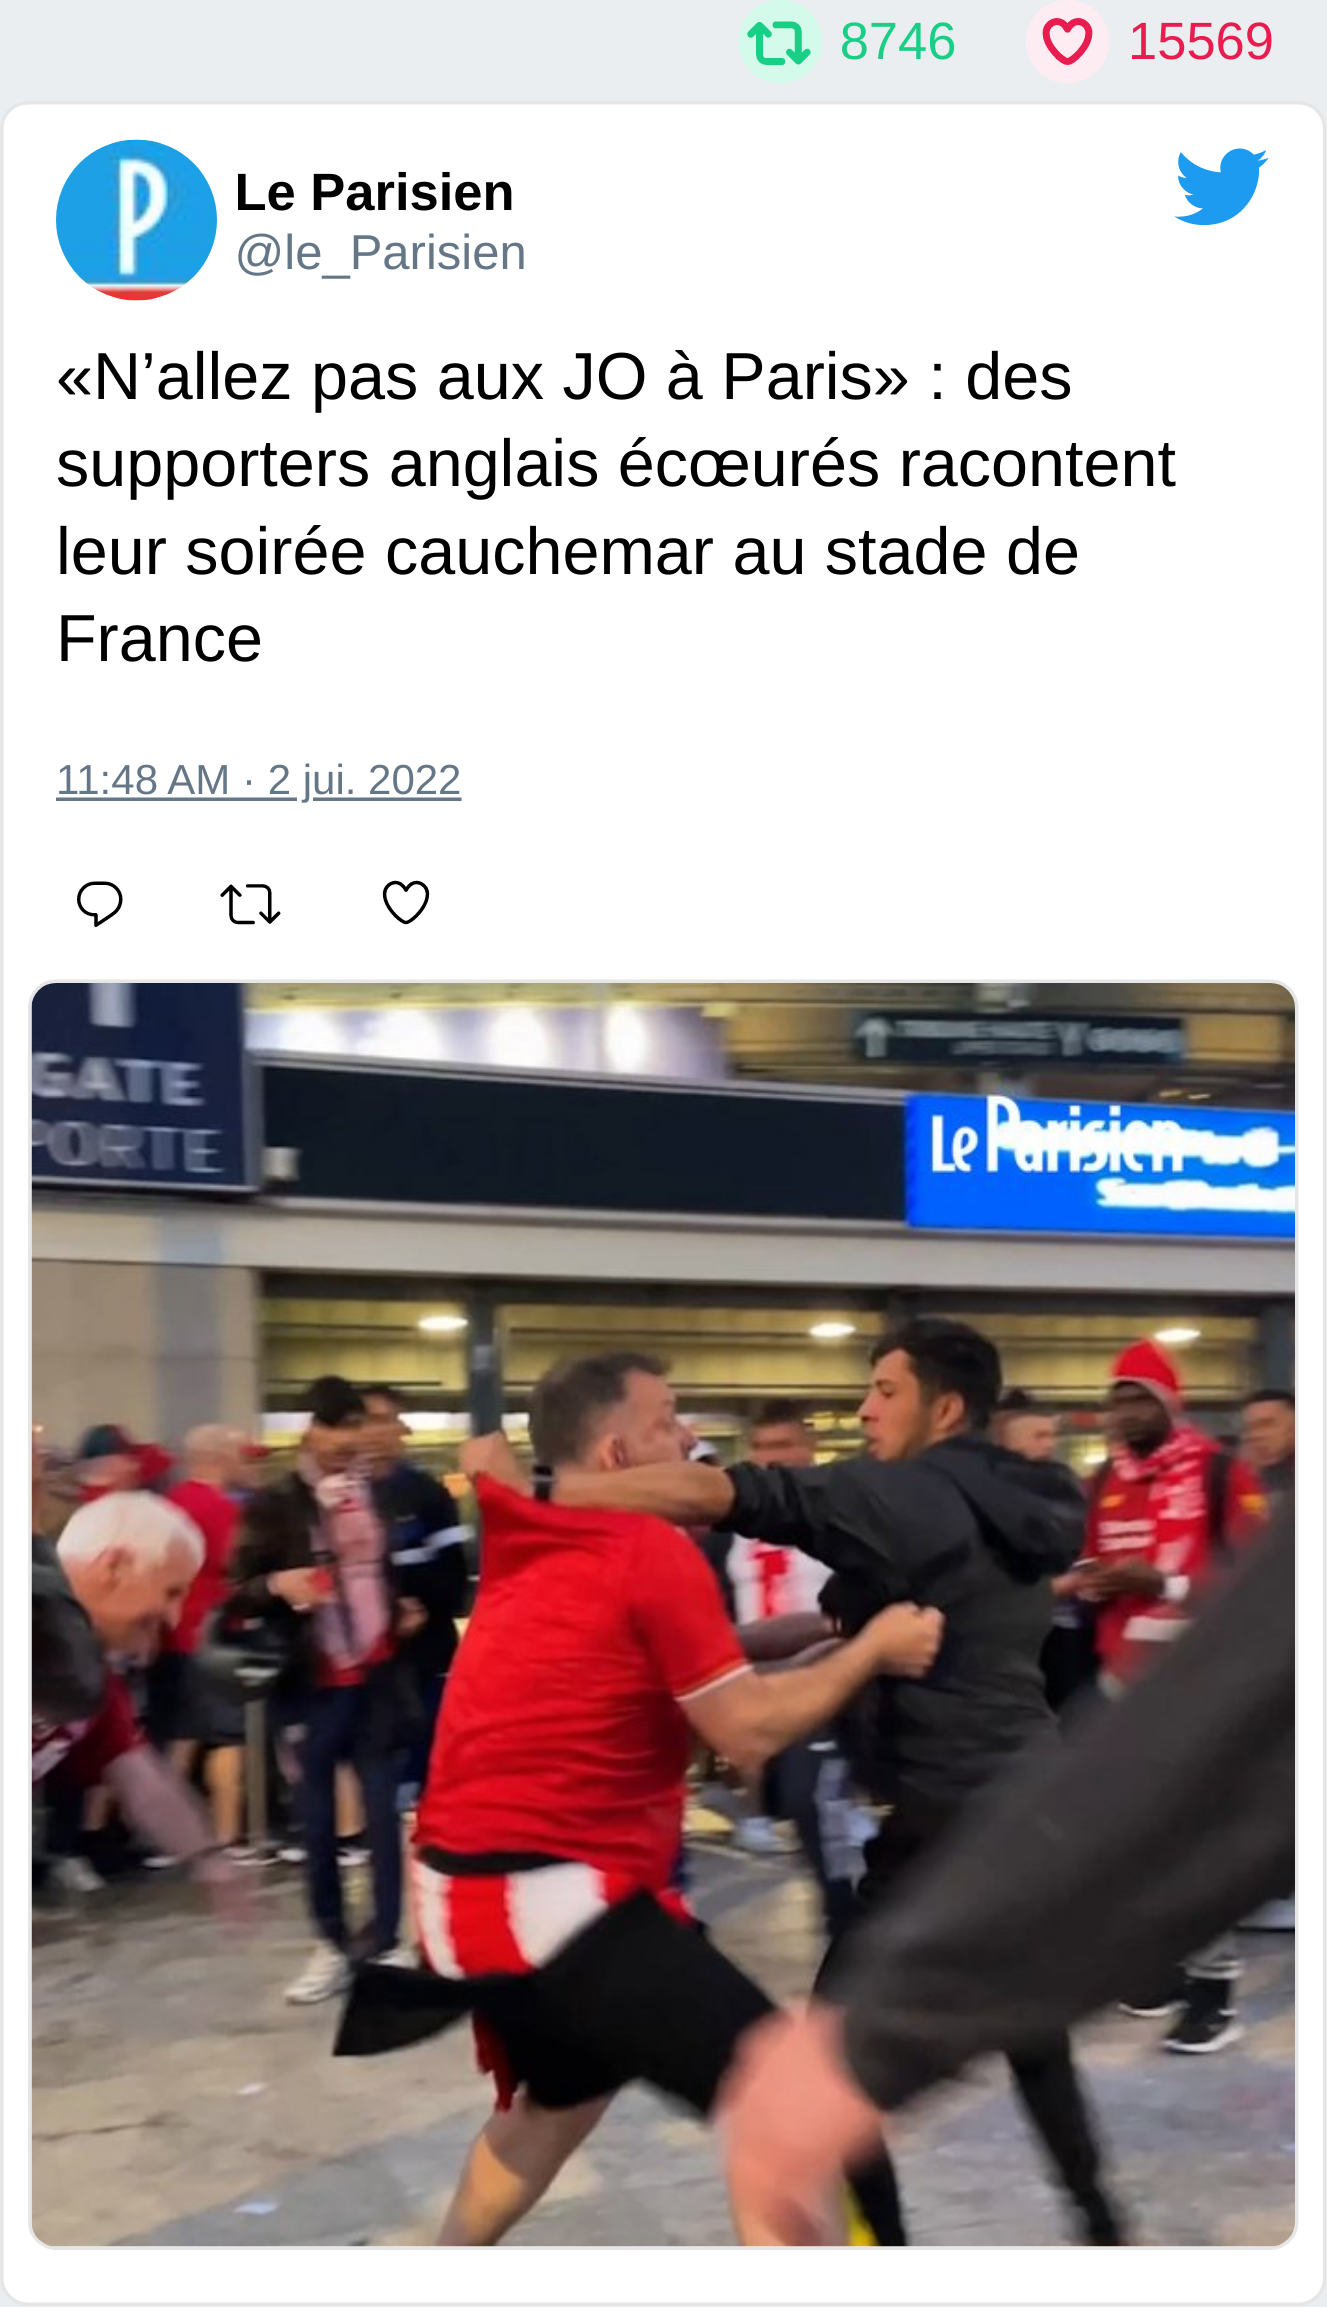 8746 15569
Le Parisien
@le_Parisien
«N’allez pas aux JO à Paris» : des
supporters anglais écœurés racontent
leur soirée cauchemar au stade de
France
11:48 AM · 2 jui. 2022
GATE
PORTE
Le Parisien